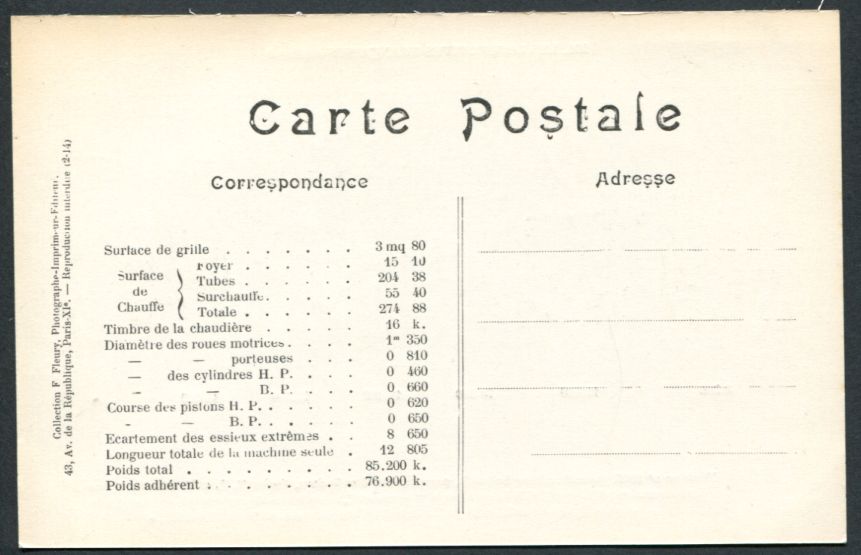 Carte Postale
Correspondance
Adresse
Collection F. Fleury, Photographe-Imprimeur-Editeur.
43, Av. de la République, Paris-XIe. — Reproduction interdite (2-14)
Surface de grille . . . . . . . 3 mq 80
Surface de Chauffe { Foyer . . . . . . 15 10
Tubes . . . . . . 204 38
Surchauffe. . . . . 55 40
Totale . . . . . . 274 88
Timbre de la chaudière . . . . . 16 k.
Diamètre des roues motrices. . . . 1m 350
— — porteuses . . . 0 810
— des cylindres H. P. . . . 0 460
— — B. P. . . . 0 660
Course des pistons H. P. . . . . . 0 620
- — B. P. . . . . 0 650
Ecartement des essieux extrêmes . . 8 650
Longueur totale de la machine seule . 12 805
Poids total . . . . . . . . 85.200 k.
Poids adhérent . . . . . . . 76.900 k.